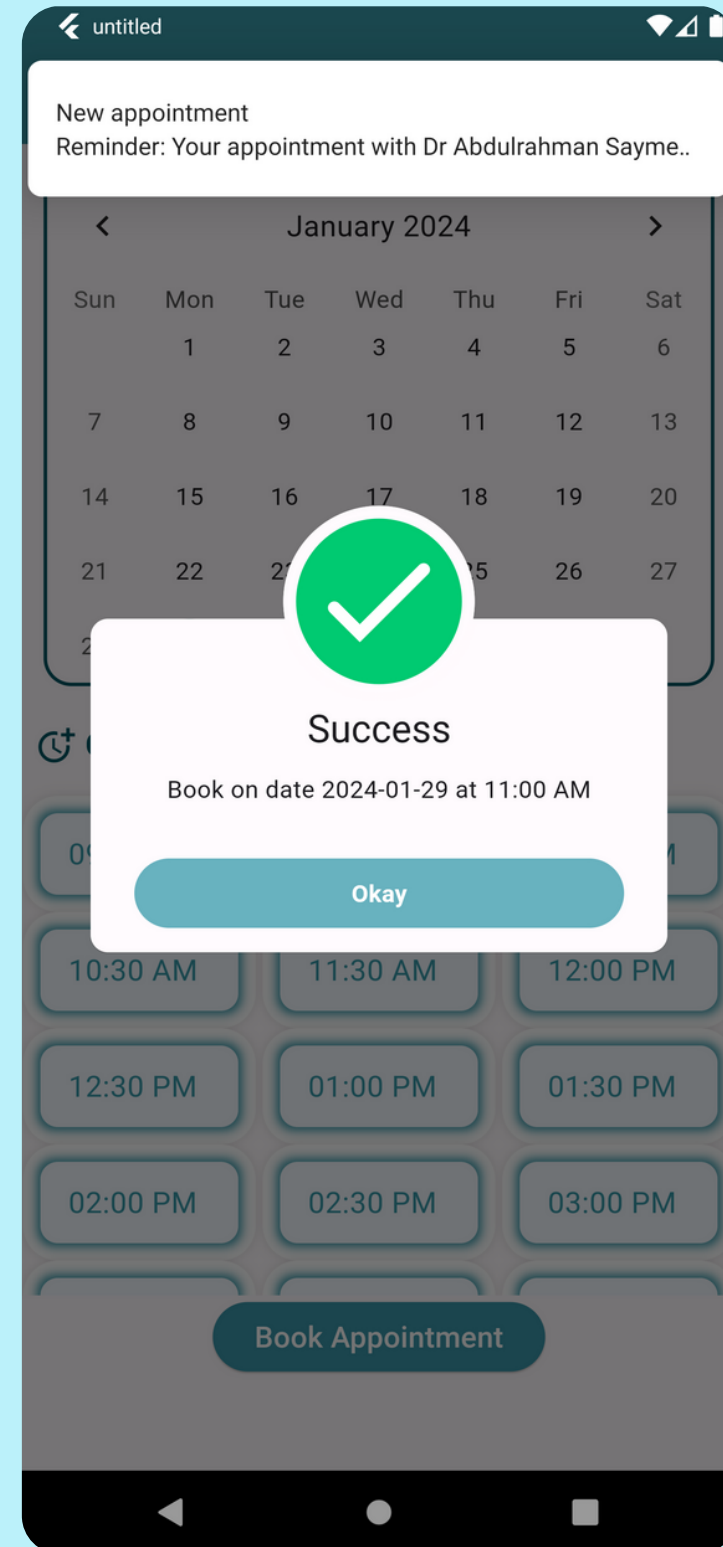 untitled
New appointment
Reminder: Your appointment with Dr Abdulrahman Sayme..
January 2024
Sun Mon Tue Wed Thu Fri Sat
1 2 3 4 5 6
7 8 9 10 11 12 13
14 15 16 17 18 19 20
21 22 26 27
Success
Book on date 2024-01-29 at 11:00 AM
Okay
10:30 AM 11:30 AM 12:00 PM
12:30 PM 01:00 PM 01:30 PM
02:00 PM 02:30 PM 03:00 PM
Book Appointment